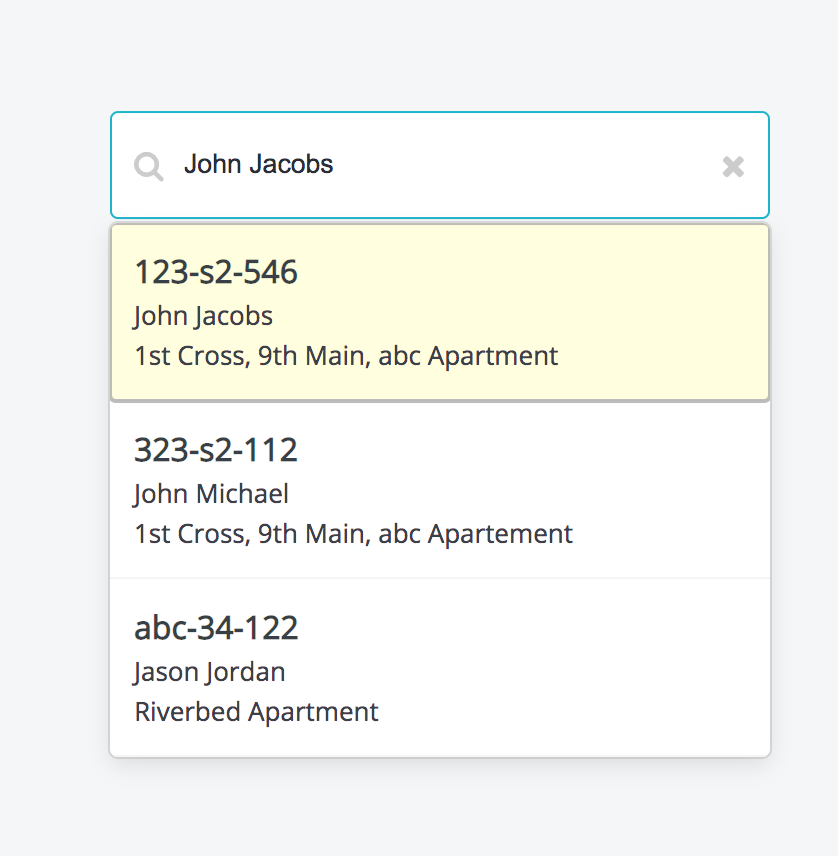 John Jacobs
123-s2-546
John Jacobs
1st Cross, 9th Main, abc Apartment
323-s2-112
John Michael
1st Cross, 9th Main, abc Apartement
abc-34-122
Jason Jordan
Riverbed Apartment